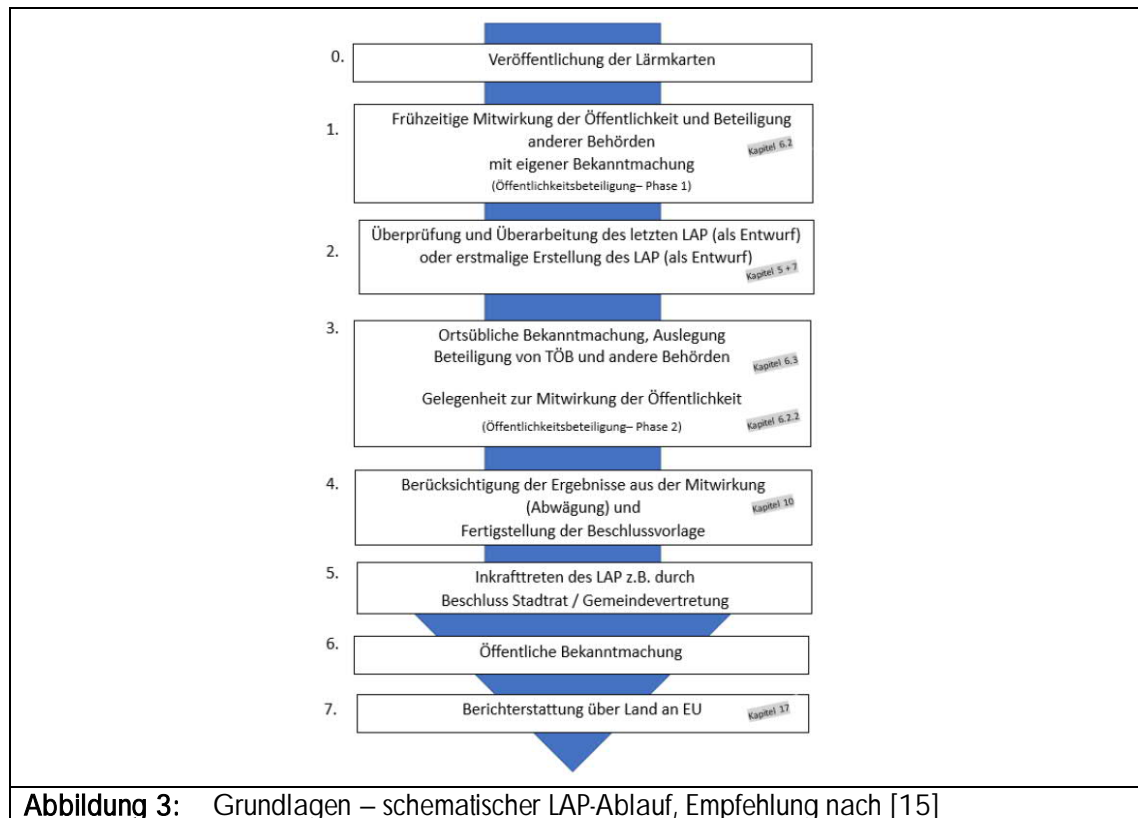 0.
Veröffentlichung der Lärmkarten
1.
Frühzeitige Mitwirkung der Öffentlichkeit und Beteiligung
anderer Behörden
Kapitel 6.2
mit eigener Bekanntmachung
(Öffentlichkeitsbeteiligung– Phase 1)
2.
Überprüfung und Überarbeitung des letzten LAP (als Entwurf)
oder erstmalige Erstellung des LAP (als Entwurf)
Kapitel 5 + 7
3.
Ortsübliche Bekanntmachung, Auslegung
Beteiligung von TÖB und andere Behörden
Kapitel 6.3
Gelegenheit zur Mitwirkung der Öffentlichkeit
(Öffentlichkeitsbeteiligung– Phase 2)
Kapitel 6.2.2
4.
Berücksichtigung der Ergebnisse aus der Mitwirkung
(Abwägung) und
Kapitel 10
Fertigstellung der Beschlussvorlage
5.
Inkrafttreten des LAP z.B. durch
Beschluss Stadtrat / Gemeindevertretung
6.
Öffentliche Bekanntmachung
7.
Berichterstattung über Land an EU
Kapitel 17
Abbildung 3: Grundlagen – schematischer LAP-Ablauf, Empfehlung nach [15]